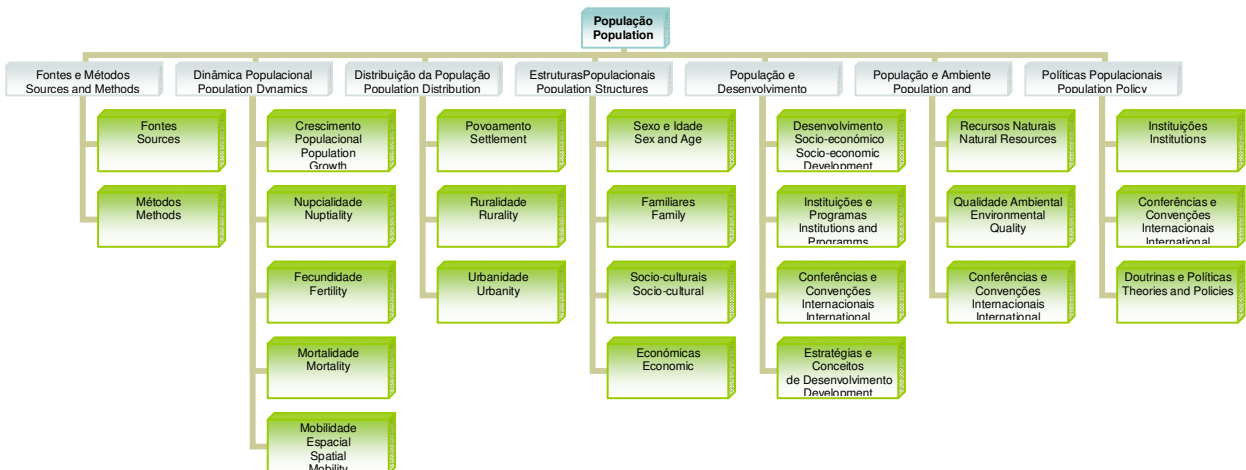 População
Population
Fontes e Métodos
Sources and Methods
Dinâmica Populacional
Population Dynamics
Distribuição da População
Population Distribution
EstruturasPopulacionais
Population Structures
População e
Desenvolvimento
População e Ambiente
Population and
Políticas Populacionais
Population Policy
Fontes
Sources
Métodos
Methods
Crescimento
Populacional
Population
Growth
Nupcialidade
Nuptiality
Fecundidade
Fertility
Mortalidade
Mortality
Mobilidade
Espacial
Spatial
Mobility
Povoamento
Settlement
Ruralidade
Rurality
Urbanidade
Urbanity
Sexo e Idade
Sex and Age
Familiares
Family
Socio-culturais
Socio-cultural
Económicas
Economic
Desenvolvimento
Socio-económico
Socio-economic
Development
Instituições e
Programas
Institutions and
Programms
Conferências e
Convenções
Internacionais
International
Estratégias e
Conceitos
de Desenvolvimento
Development
Recursos Naturais
Natural Resources
Qualidade Ambiental
Environmental
Quality
Conferências e
Convenções
Internacionais
International
Instituições
Institutions
Conferências e
Convenções
Internacionais
International
Doutrinas e Políticas
Theories and Policies